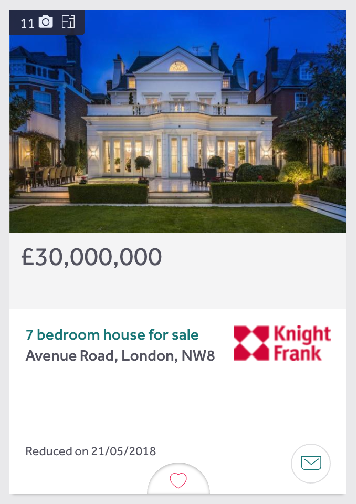 11
£30,000,000
7 bedroom house for sale
Avenue Road, London, NW8
Knight
Frank
Reduced on 21/05/2018